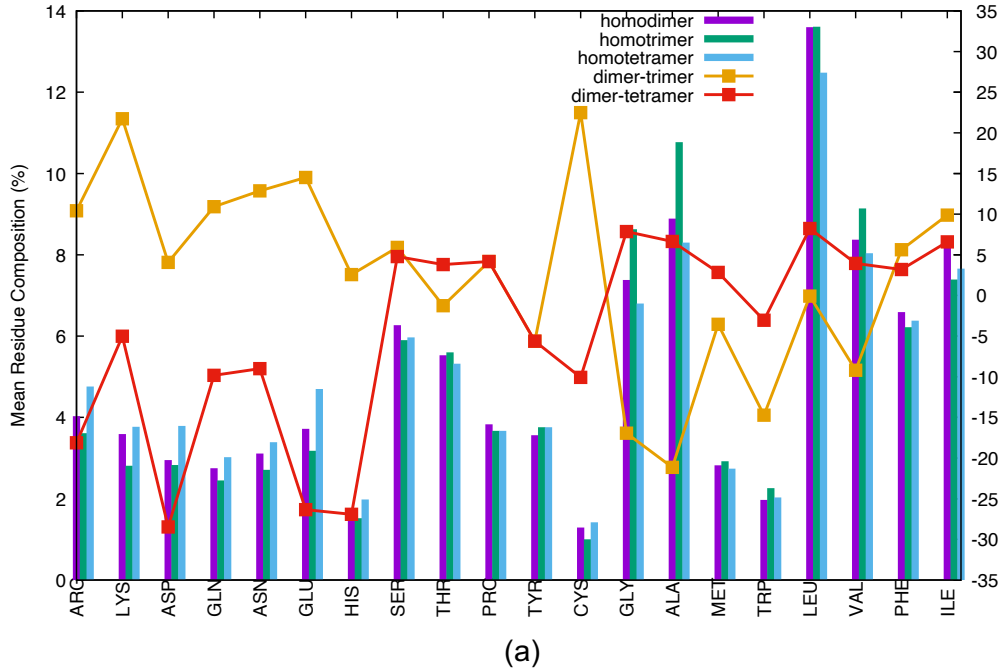 homodimer
homotrimer
homotetramer
dimer-trimer
dimer-tetramer
Mean Residue Composition (%)
14
12
10
8
6
4
2
0
35
30
25
20
15
10
5
0
-5
-10
-15
-20
-25
-30
-35
ARG
LYS
ASP
GLN
ASN
GLU
HIS
SER
THR
PRO
TYR
CYS
GLY
ALA
MET
TRP
LEU
VAL
PHE
ILE
(a)